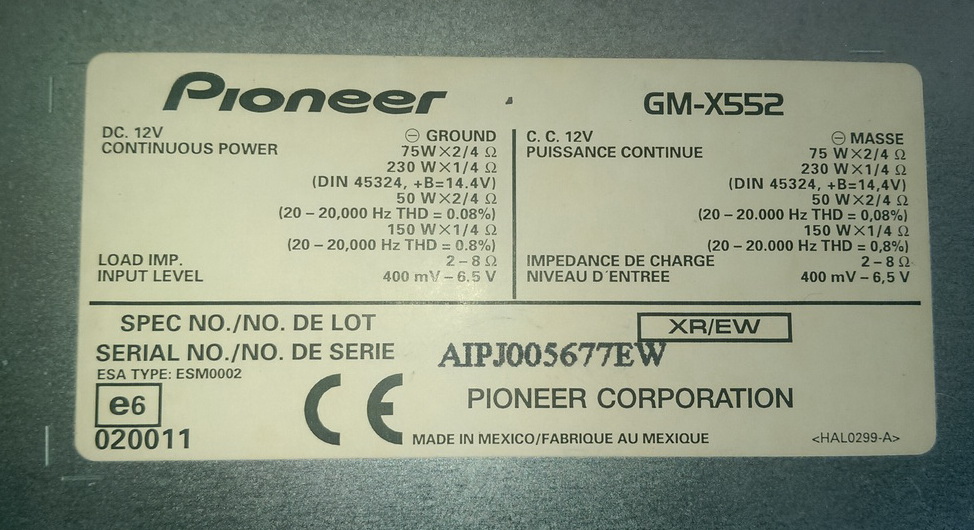 Pioneer
GM-X552
DC. 12V ⊖ GROUND
CONTINUOUS POWER 75W×2/4 Ω
230 W×1/4 Ω
(DIN 45324, +B=14.4V)
50 W×2/4 Ω
(20 – 20,000 Hz THD = 0.08%)
150 W×1/4 Ω
(20 – 20,000 Hz THD = 0.8%)
LOAD IMP. 2 – 8 Ω
INPUT LEVEL 400 mV – 6.5 V
C. C. 12V ⊖ MASSE
PUISSANCE CONTINUE 75 W×2/4 Ω
230 W×1/4 Ω
(DIN 45324, +B=14,4V)
50 W×2/4 Ω
(20 – 20.000 Hz THD = 0,08%)
150 W×1/4 Ω
(20 – 20.000 Hz THD = 0,8%)
IMPEDANCE DE CHARGE 2 – 8 Ω
NIVEAU D´ENTREE 400 mV – 6,5 V
SPEC NO./NO. DE LOT XR/EW
SERIAL NO./NO. DE SERIE AIPJ005677EW
ESA TYPE: ESM0002
e6
020011
CE
PIONEER CORPORATION
MADE IN MEXICO/FABRIQUE AU MEXIQUE <HAL0299-A>